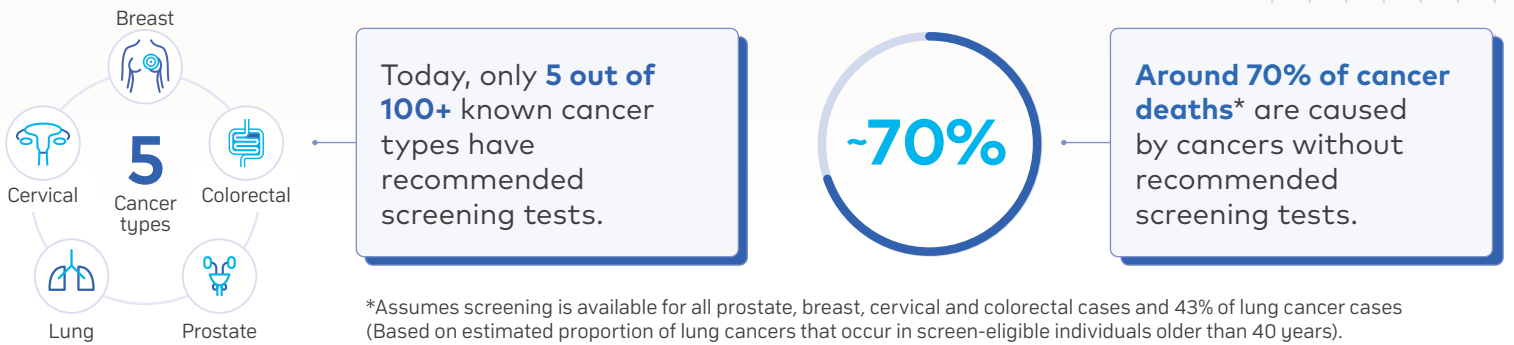 Breast
Cervical
5
Cancer
types
Colorectal
Lung
Prostate
Today, only 5 out of
100+ known cancer
types have
recommended
screening tests.
~70%
Around 70% of cancer
deaths* are caused
by cancers without
recommended
screening tests.
*Assumes screening is available for all prostate, breast, cervical and colorectal cases and 43% of lung cancer cases
(Based on estimated proportion of lung cancers that occur in screen-eligible individuals older than 40 years).